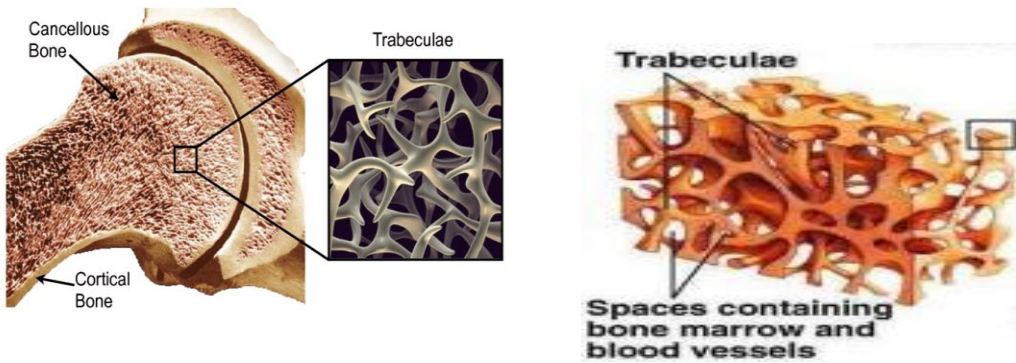 Cancellous
Bone
Trabeculae
Cortical
Bone
Trabeculae
Spaces containing
bone marrow and
blood vessels